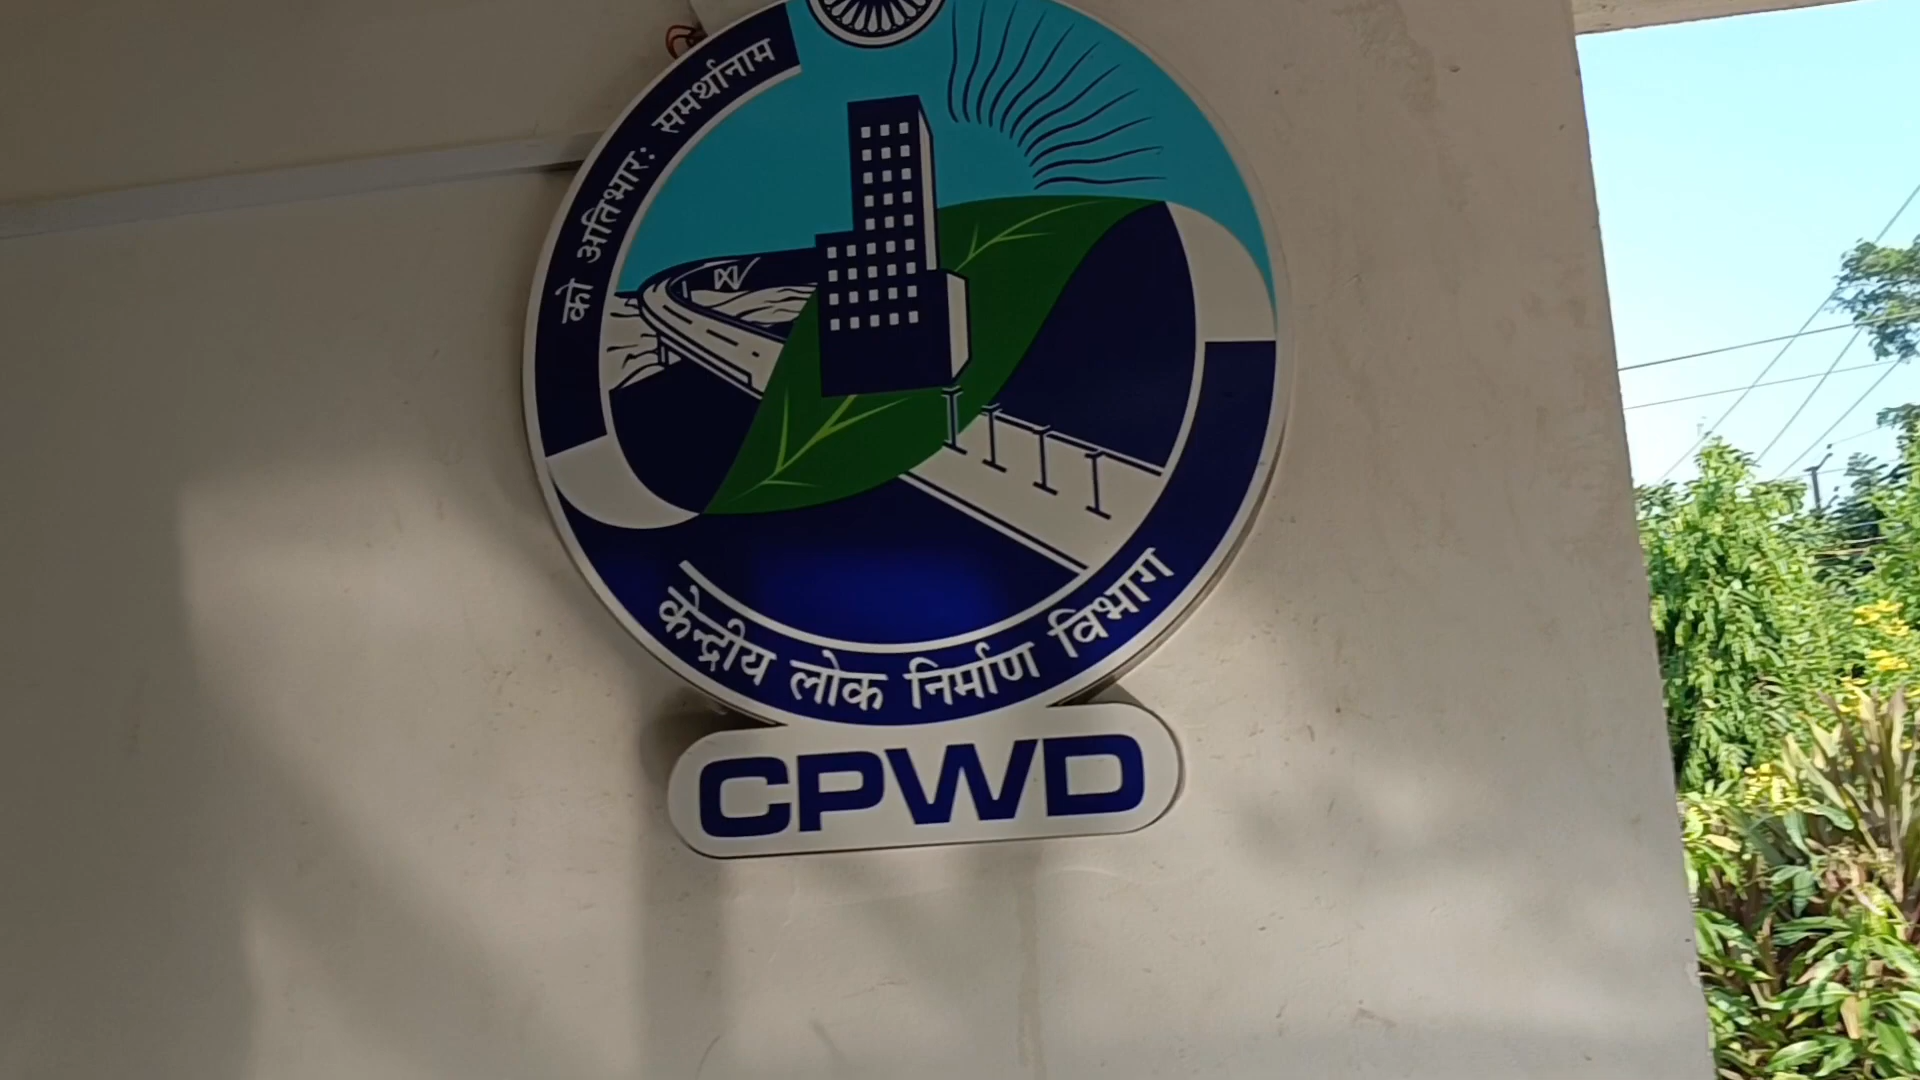 को अतिभारः समर्थानाम
केन्द्रीय लोक निर्माण विभाग
CPWD